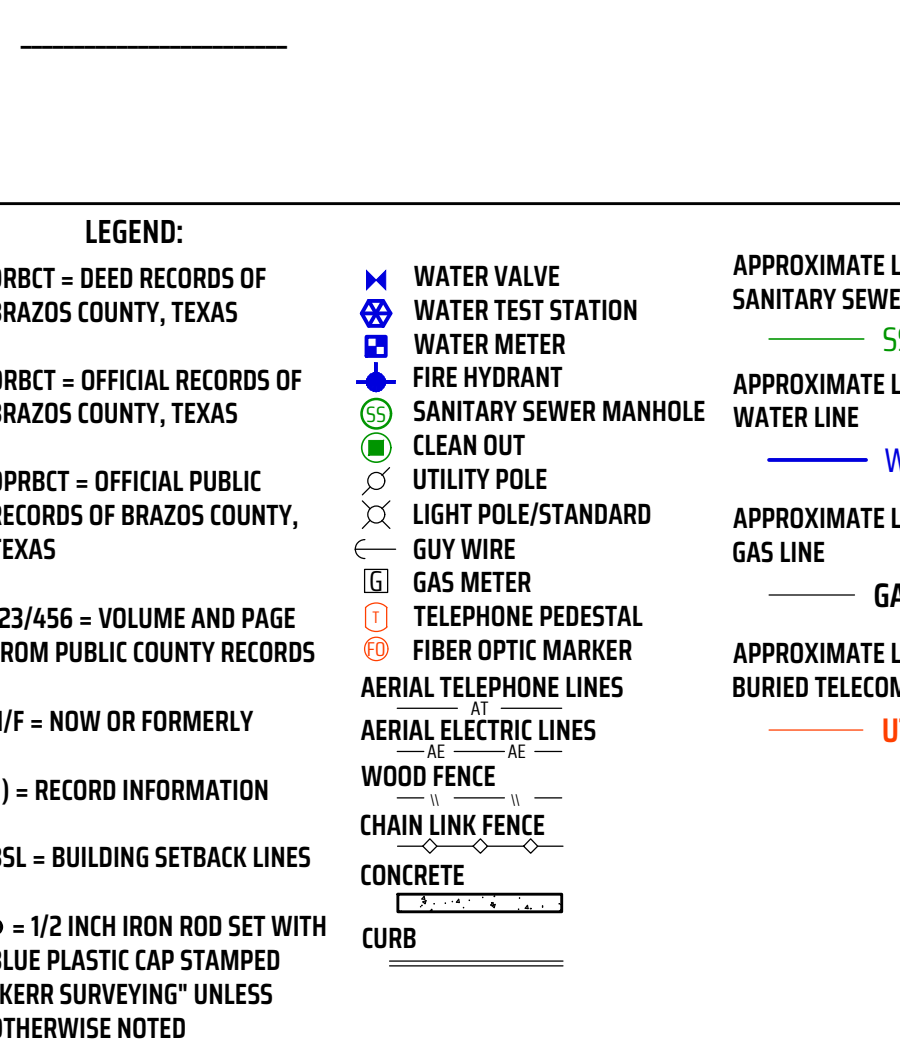 LEGEND:
DRBCT = DEED RECORDS OF
BRAZOS COUNTY, TEXAS
ORBCT = OFFICIAL RECORDS OF
BRAZOS COUNTY, TEXAS
OPRBCT = OFFICIAL PUBLIC
RECORDS OF BRAZOS COUNTY,
TEXAS
23/456 = VOLUME AND PAGE
FROM PUBLIC COUNTY RECORDS
N/F = NOW OR FORMERLY
) = RECORD INFORMATION
BSL = BUILDING SETBACK LINES
= 1/2 INCH IRON ROD SET WITH
BLUE PLASTIC CAP STAMPED
KERR SURVEYING" UNLESS
OTHERWISE NOTED
WATER VALVE
WATER TEST STATION
WATER METER
FIRE HYDRANT
SS SANITARY SEWER MANHOLE
CLEAN OUT
UTILITY POLE
LIGHT POLE/STANDARD
GUY WIRE
G GAS METER
T TELEPHONE PEDESTAL
FO FIBER OPTIC MARKER
AERIAL TELEPHONE LINES
AT
AERIAL ELECTRIC LINES
AE AE
WOOD FENCE
\\ \\
CHAIN LINK FENCE
CONCRETE
CURB
APPROXIMATE L
SANITARY SEWE
SS
APPROXIMATE L
WATER LINE
W
APPROXIMATE L
GAS LINE
GA
APPROXIMATE L
BURIED TELECOM
U